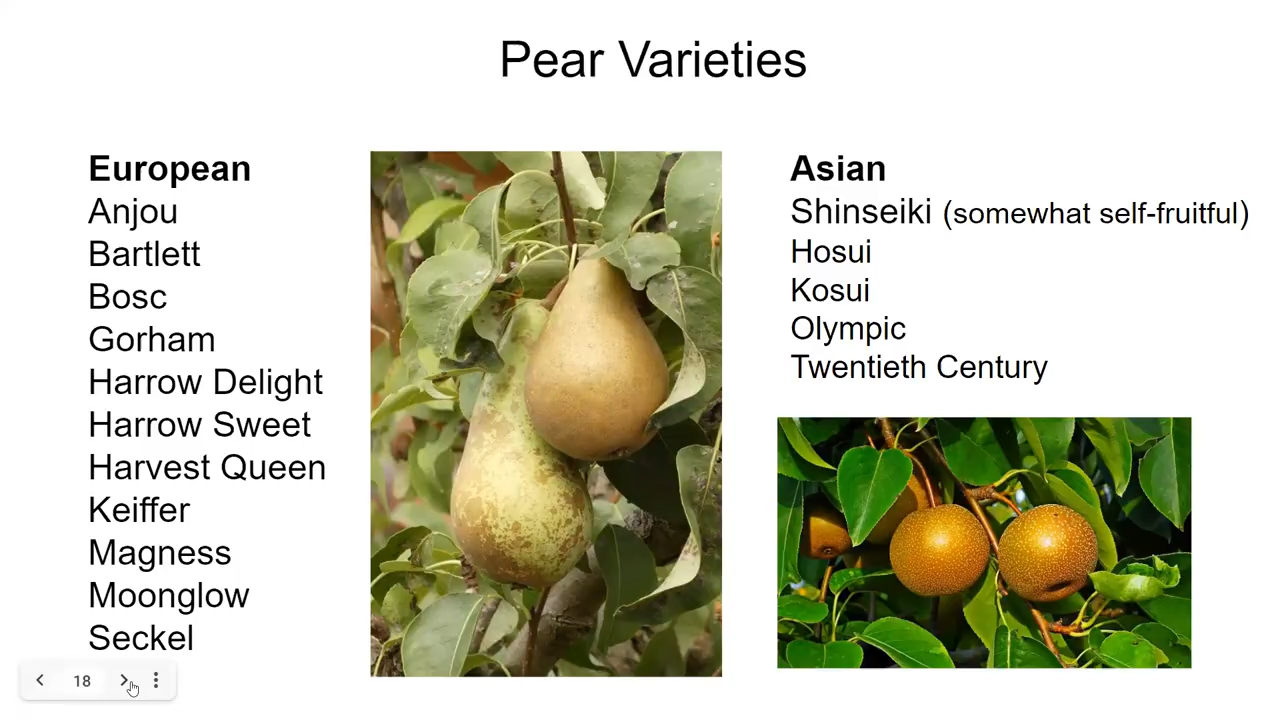 Pear Varieties
European
Anjou
Bartlett
Bosc
Gorham
Harrow Delight
Harrow Sweet
Harvest Queen
Keiffer
Magness
Moonglow
Seckel
Asian
Shinseiki (somewhat self-fruitful)
Hosui
Kosui
Olympic
Twentieth Century
18